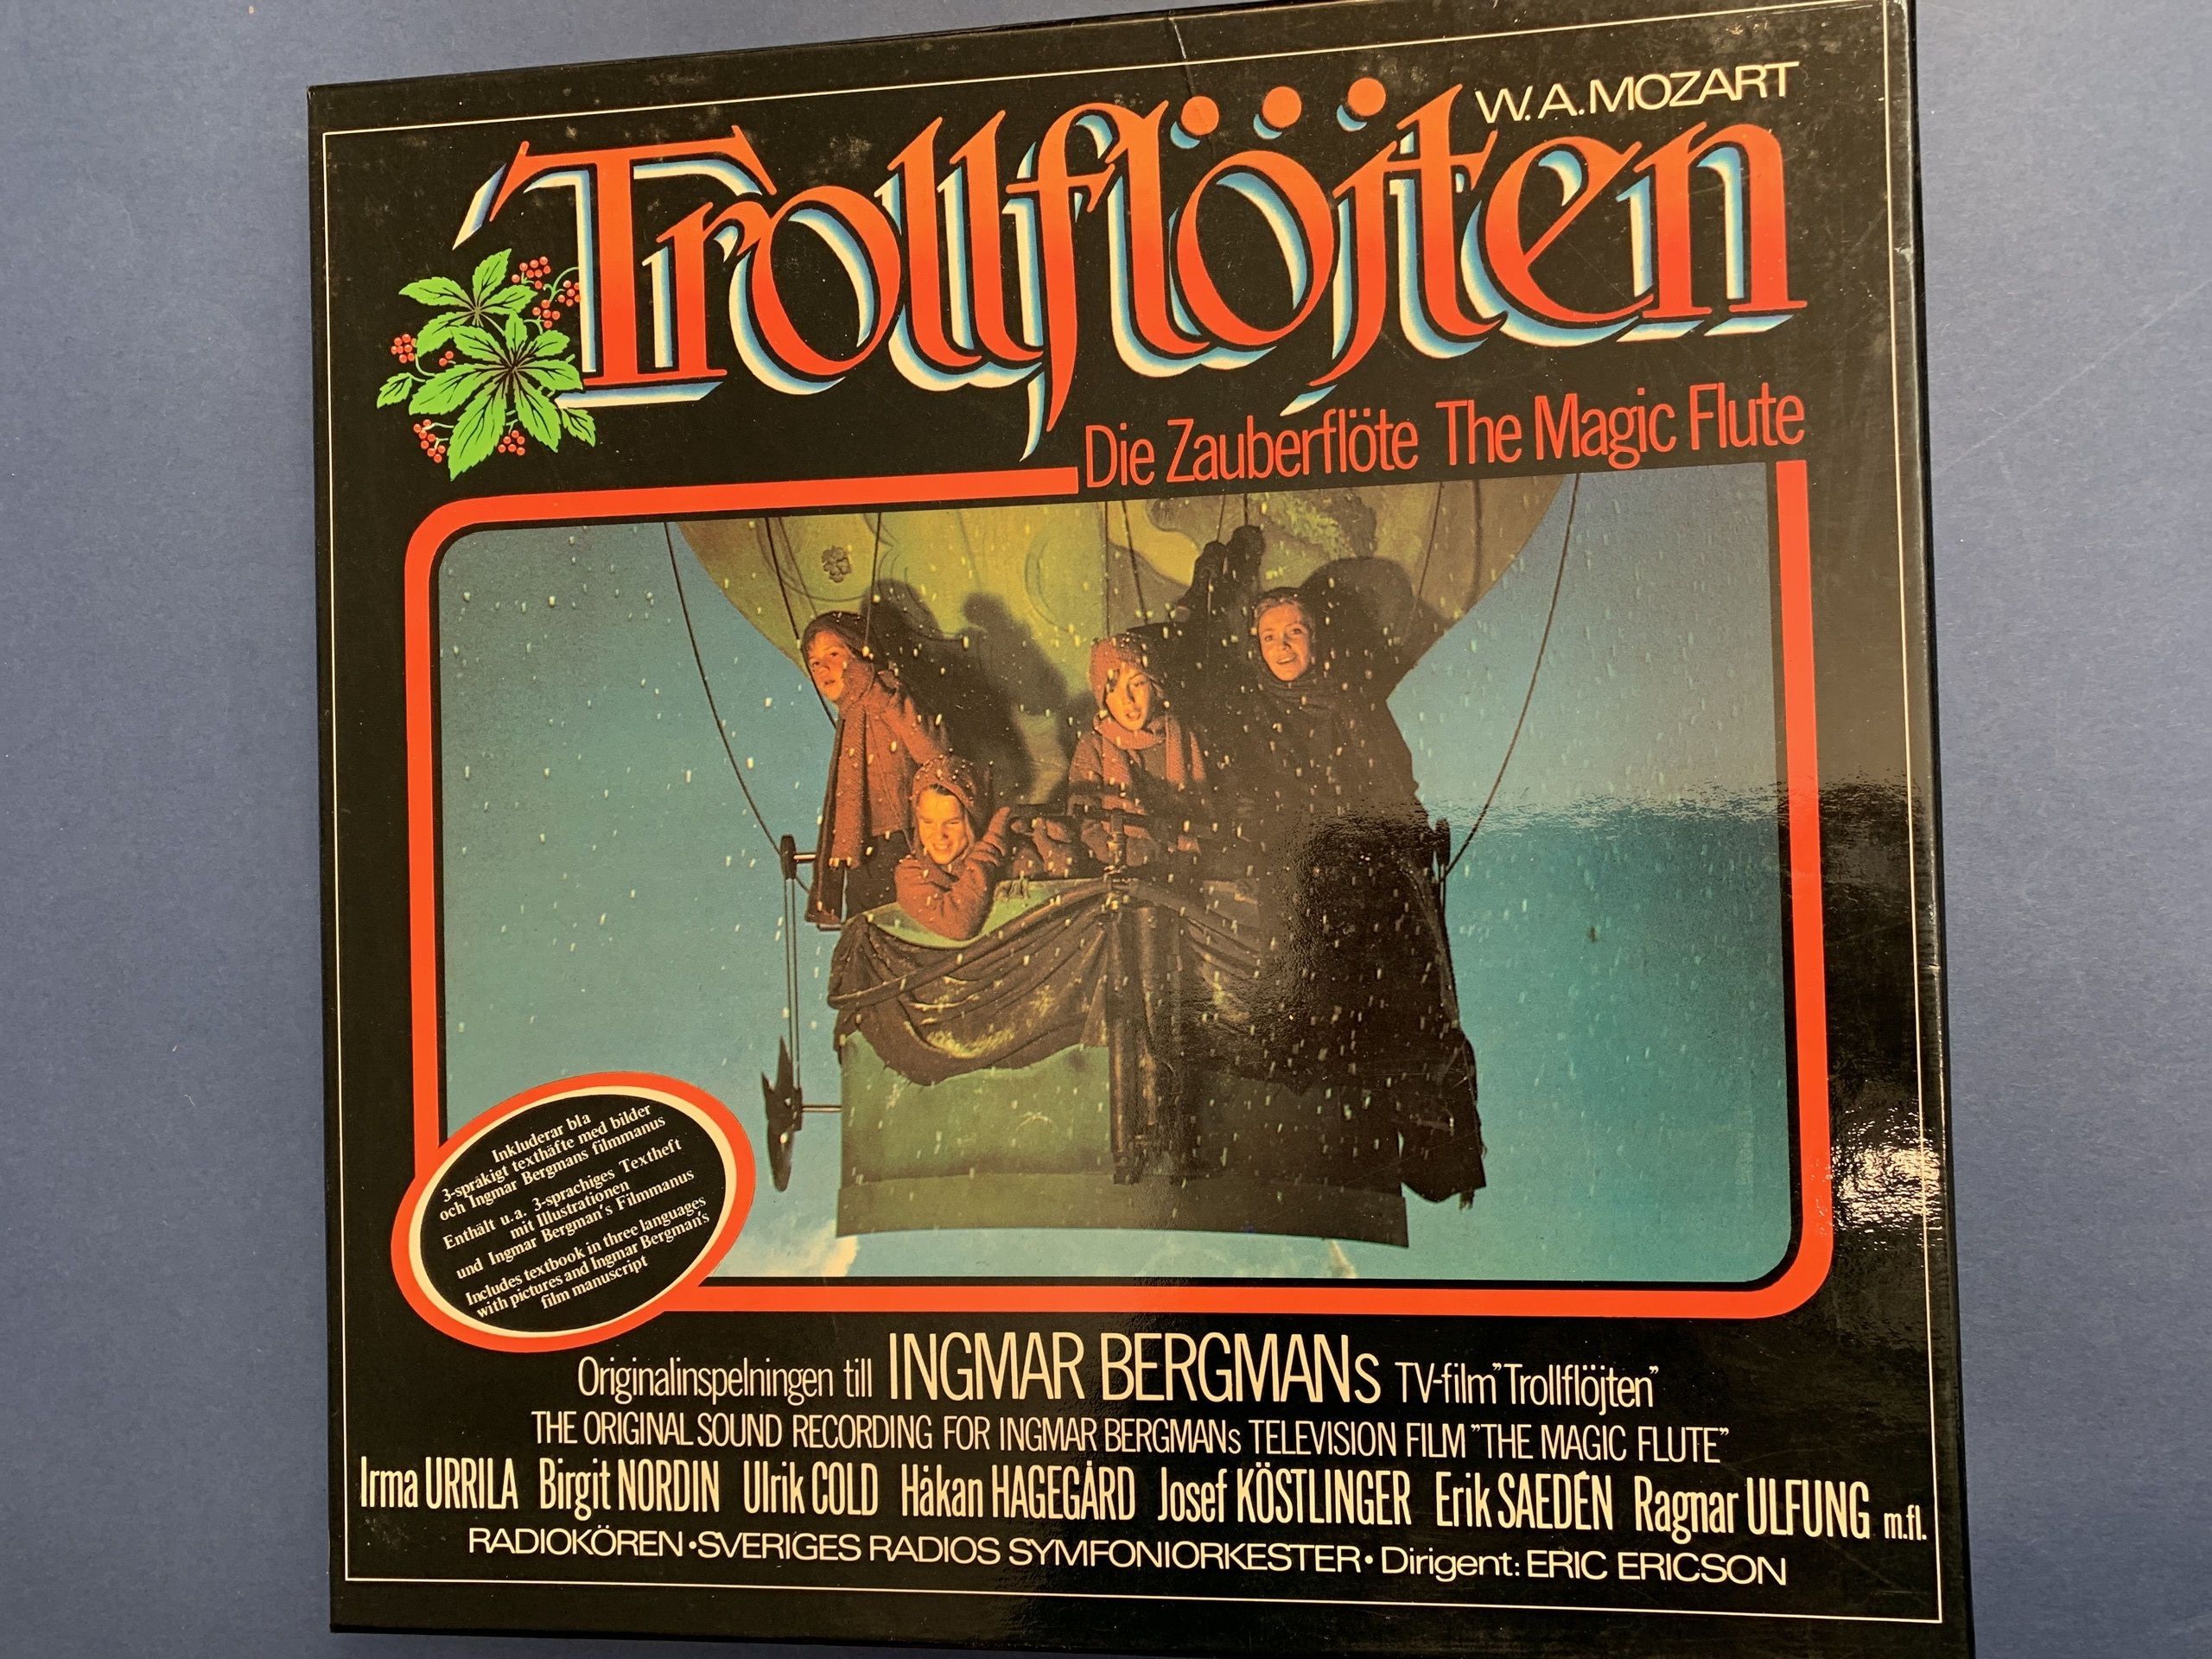 W.A.MOZART
Trollflöjten
Die Zauberflöte The Magic Flute
Inkluderar bla
3-språkigt texthäfte med bilder
och Ingmar Bergmans filmmanus
Enthält u.a. 3-sprachiges Textheft
mit Illustrationen
und Ingmar Bergman's Filmmanus
Includes textbook in three languages
with pictures and Ingmar Bergman's
film manuscript
Originalinspelningen till INGMAR BERGMANs TV-film "Trollflöjten"
THE ORIGINAL SOUND RECORDING FOR INGMAR BERGMANs TELEVISION FILM "THE MAGIC FLUTE"
Irma URRILA Birgit NORDIN Ulrik COLD Håkan HAGEGÅRD Josef KÖSTLINGER Erik SAEDÉN Ragnar ULFUNG m.fl.
RADIOKÖREN • SVERIGES RADIOS SYMFONIORKESTER • Dirigent: ERIC ERICSON